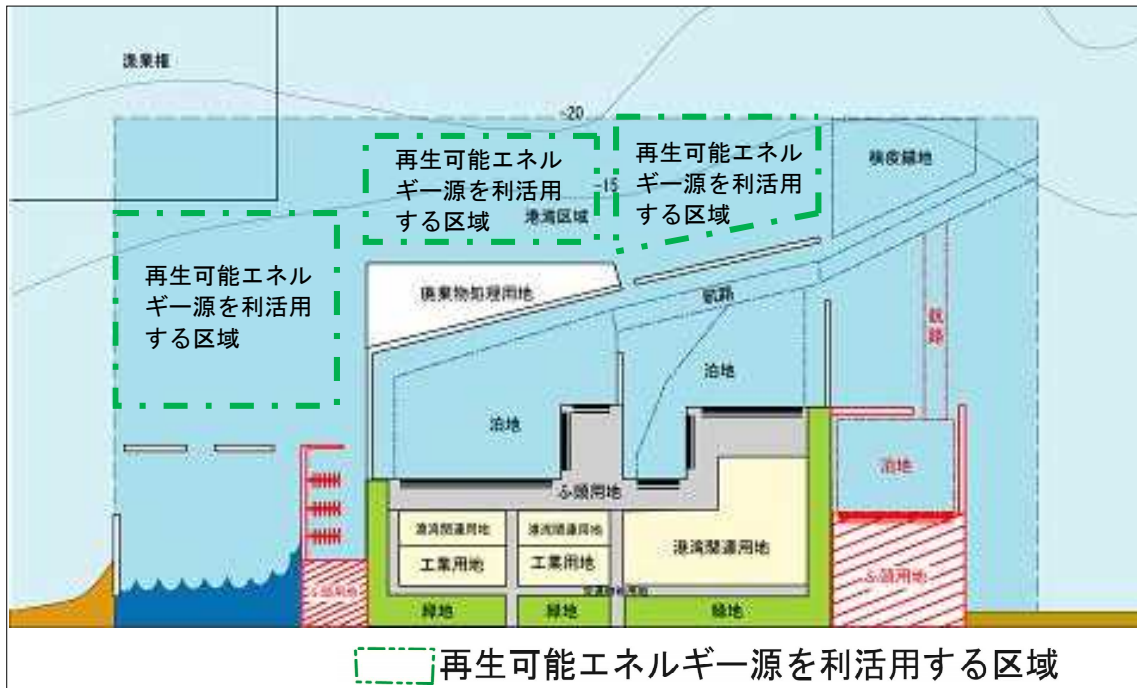 漁業権
-20
再生可能エネル
ギー源を利活用
する区域
再生可能エネル
ギー源を利活用
する区域
検疫錨地
-15
港湾区域
再生可能エネル
ギー源を利活用
する区域
廃棄物処理用地
航路
航路
泊地
泊地
泊地
ふ頭用地
港湾関連用地
港湾関連用地
港湾関連用地
工業用地
工業用地
ふ頭用地
ふ頭用地
緑地
緑地
緑地
再生可能エネルギー源を利活用する区域